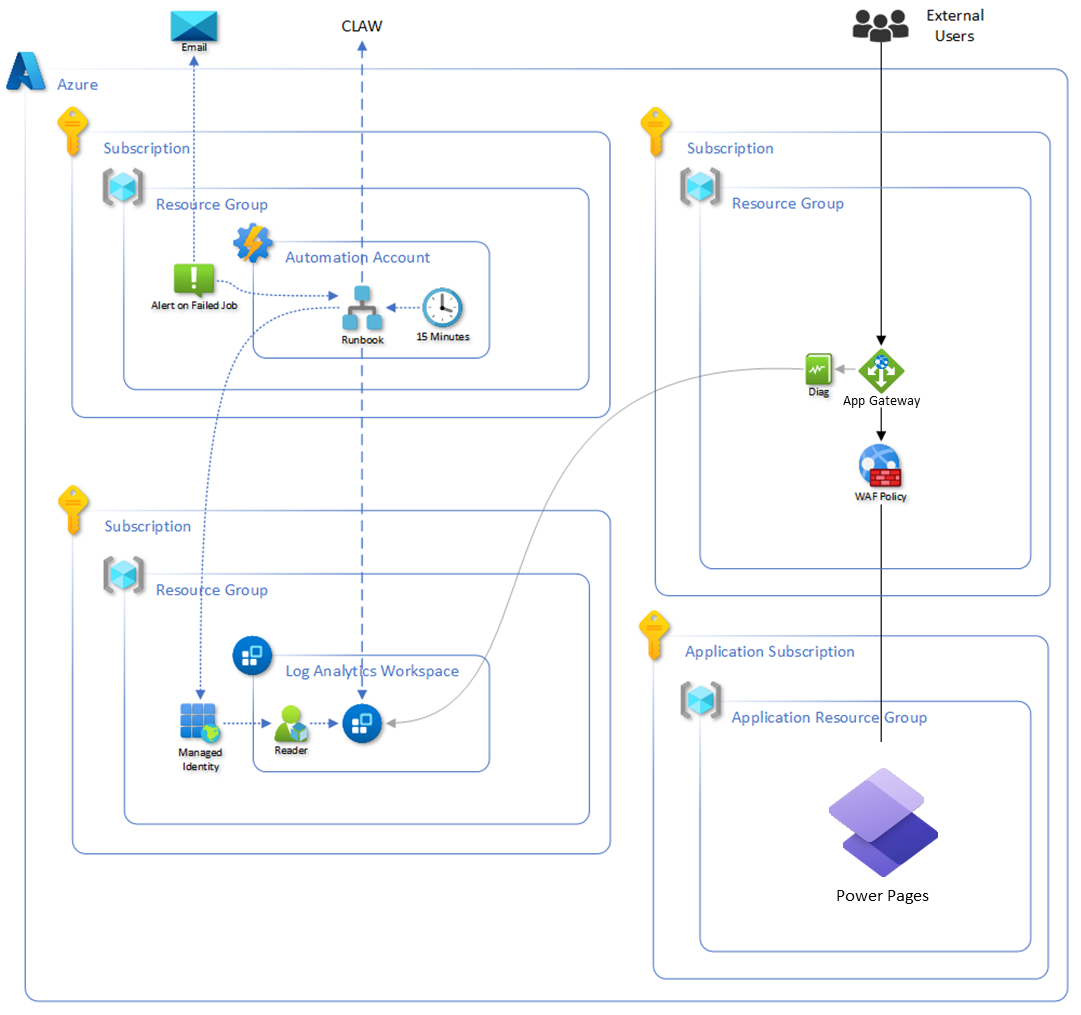 Email
CLAW
External
Users
Azure
Subscription
Resource Group
Automation Account
Alert on Failed Job
Runbook
15 Minutes
Subscription
Resource Group
Diag
App Gateway
WAF Policy
Subscription
Resource Group
Log Analytics Workspace
Managed
Identity
Reader
Application Subscription
Application Resource Group
Power Pages